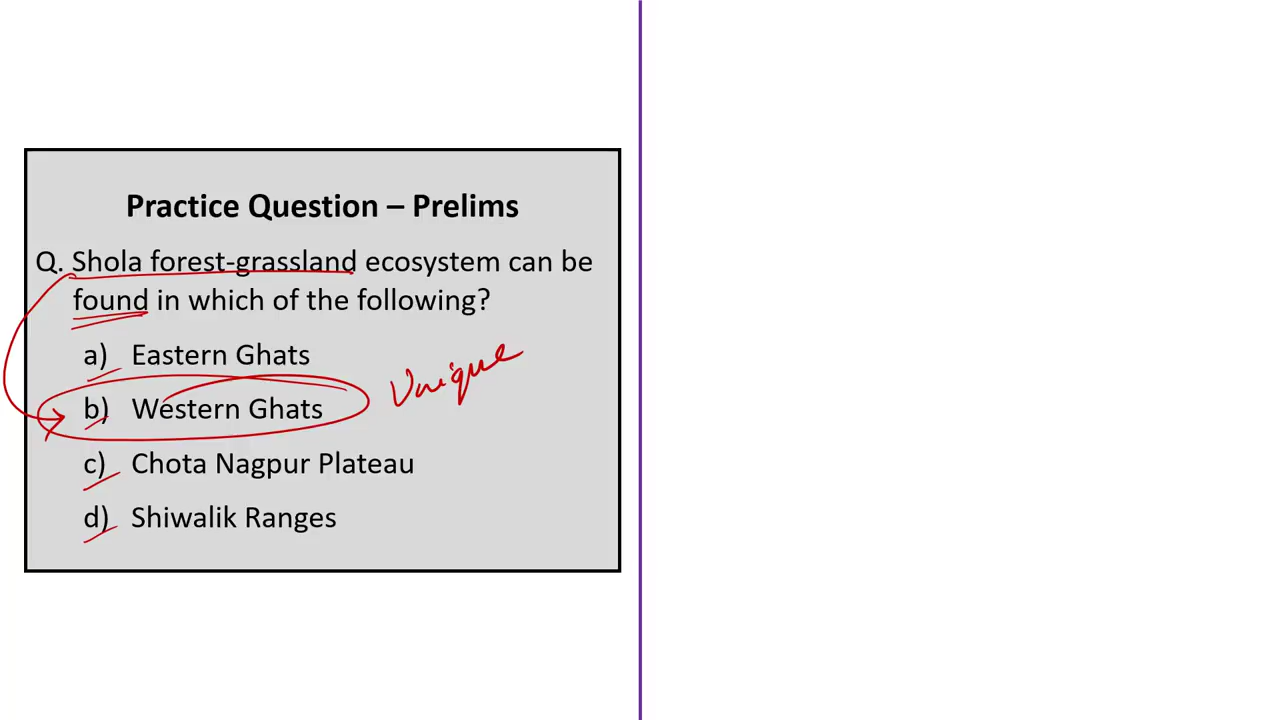 Practice Question – Prelims
Q. Shola forest-grassland ecosystem can be
found in which of the following?
a) Eastern Ghats
b) Western Ghats
Unique
c) Chota Nagpur Plateau
d) Shiwalik Ranges